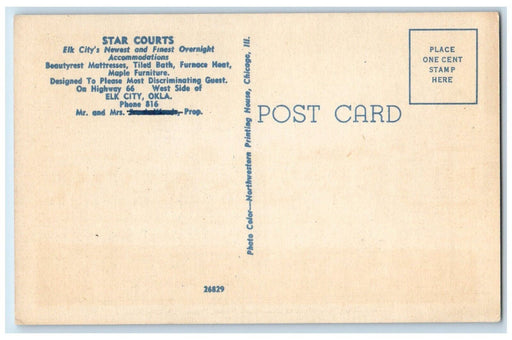 STAR COURTS
Elk City's Newest and Finest Overnight
Accommodations
Beautyrest Mattresses, Tiled Bath, Furnace Heat,
Maple Furniture.
Designed To Please Most Discriminating Guest.
On Highway 66 West Side of
ELK CITY, OKLA.
Phone 816
Mr. and Mrs. Prop.
26829
Photo Color—Northwestern Printing House, Chicago, Ill.
POST CARD
PLACE
ONE CENT
STAMP
HERE